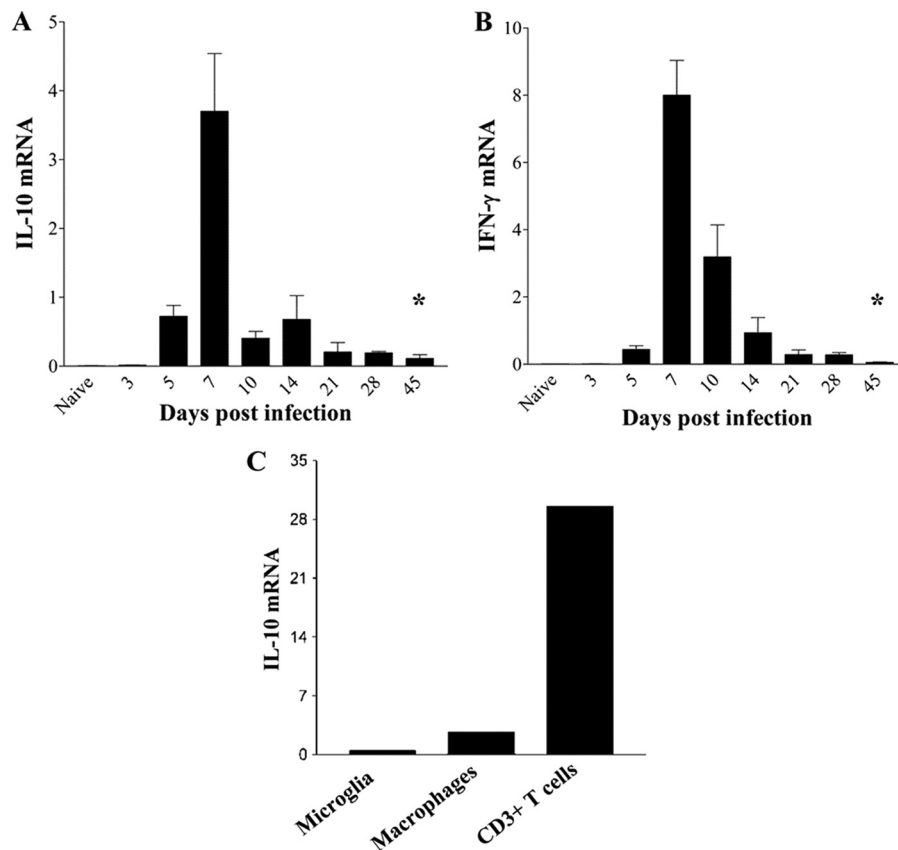 A
IL-10 mRNA
5
4
3
2
1
0
*
Naive 3 5 7 10 14 21 28 45
Days post infection
B
IFN-γ mRNA
10
8
6
4
2
0
*
Naive 3 5 7 10 14 21 28 45
Days post infection
C
IL-10 mRNA
35
28
21
14
7
0
Microglia
Macrophages
CD3+ T cells